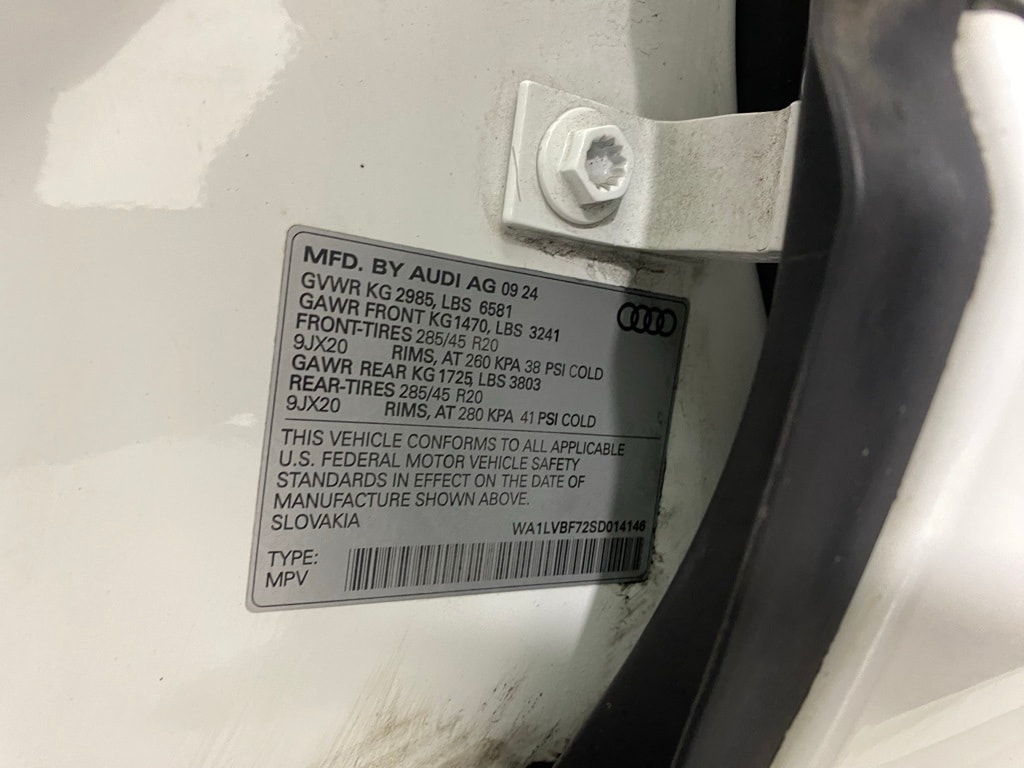 MFD. BY AUDI AG 09 24
GVWR KG 2985, LBS 6581
GAWR FRONT KG1470, LBS 3241
FRONT-TIRES 285/45 R20
9JX20 RIMS, AT 260 KPA 38 PSI COLD
GAWR REAR KG 1725, LBS 3803
REAR-TIRES 285/45 R20
9JX20 RIMS, AT 280 KPA 41 PSI COLD
THIS VEHICLE CONFORMS TO ALL APPLICABLE
U.S. FEDERAL MOTOR VEHICLE SAFETY
STANDARDS IN EFFECT ON THE DATE OF
MANUFACTURE SHOWN ABOVE.
SLOVAKIA WA1LVBF72SD014146
TYPE:
MPV